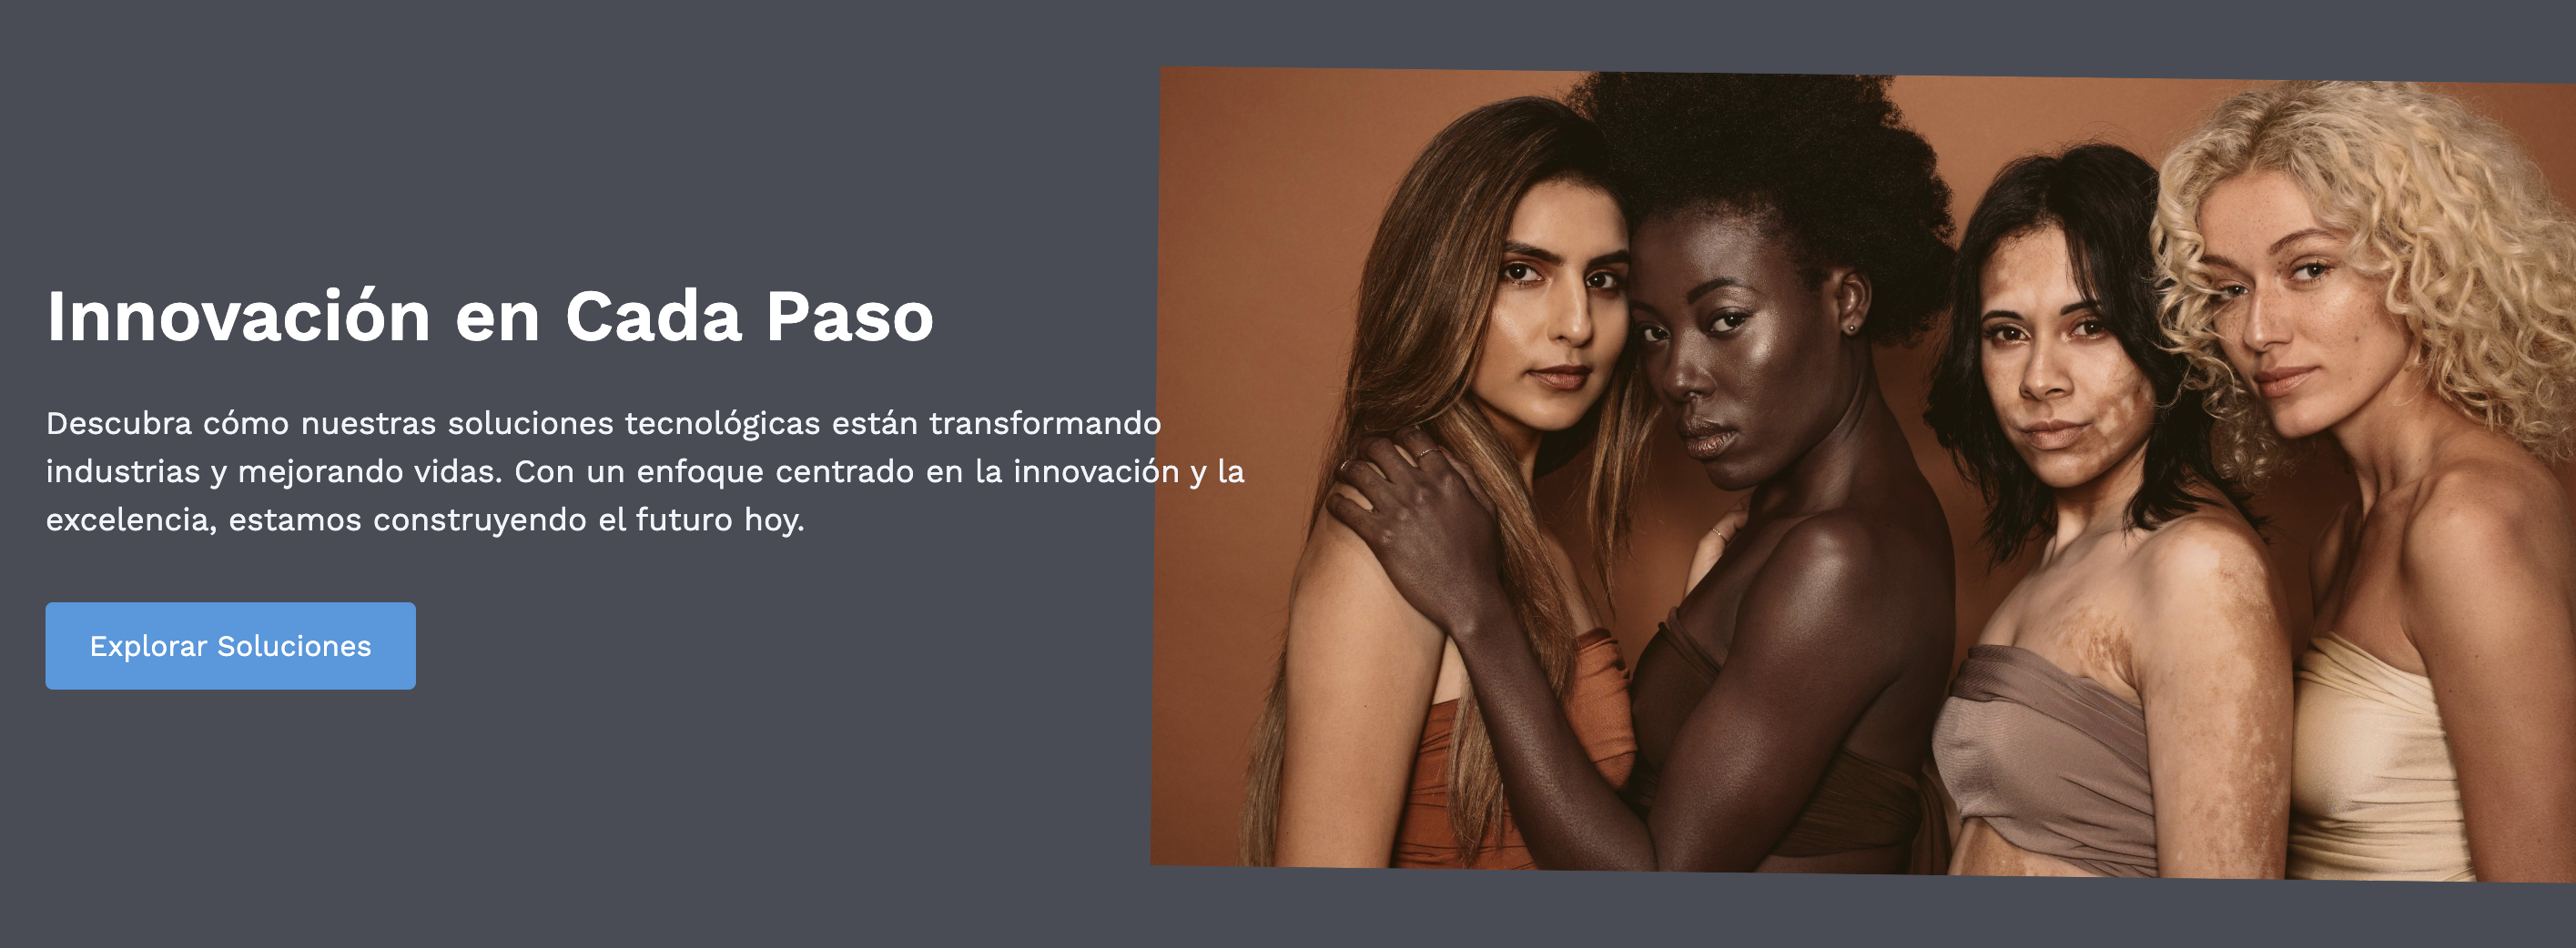 Innovación en Cada Paso
Descubra cómo nuestras soluciones tecnológicas están transformando
industrias y mejorando vidas. Con un enfoque centrado en la innovación y la
excelencia, estamos construyendo el futuro hoy.
Explorar Soluciones